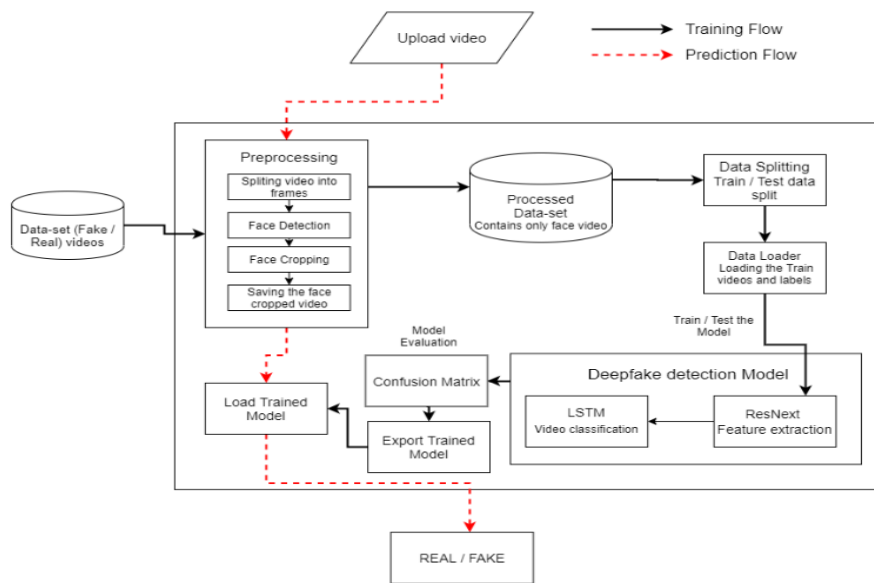 Upload video
Training Flow
Prediction Flow
Preprocessing
Spliting video into
frames
Face Detection
Face Cropping
Saving the face
cropped video
Data-set (Fake /
Real) videos
Processed
Data-set
Contains only face video
Data Splitting
Train / Test data
split
Data Loader
Loading the Train
videos and labels
Train / Test the
Model
Model
Evaluation
Confusion Matrix
Export Trained
Model
Load Trained
Model
Deepfake detection Model
LSTM
Video classification
ResNext
Feature extraction
REAL / FAKE